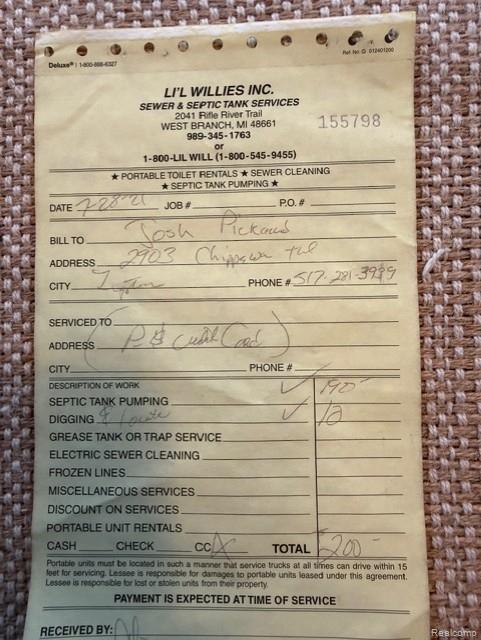 Deluxe® | 1-800-888-6327 Ref. No. G 012401200
LI'L WILLIES INC.
SEWER & SEPTIC TANK SERVICES
2041 Rifle River Trail
WEST BRANCH, MI 48661
155798
989-345-1763
or
1-800-LIL WILL (1-800-545-9455)
★ PORTABLE TOILET RENTALS ★ SEWER CLEANING
★ SEPTIC TANK PUMPING ★
DATE 7-28-21 JOB # P.O. #
BILL TO Josh
ADDRESS 2903 Chippewa
CITY PHONE # 517-281-3999
SERVICED TO
ADDRESS Credit Card
CITY PHONE #
DESCRIPTION OF WORK
SEPTIC TANK PUMPING ✓ 190-
DIGGING & Locate ✓ 10
GREASE TANK OR TRAP SERVICE
ELECTRIC SEWER CLEANING
FROZEN LINES
MISCELLANEOUS SERVICES
DISCOUNT ON SERVICES
PORTABLE UNIT RENTALS
CASH CHECK CC X TOTAL $200-
Portable units must be located in such a manner that service trucks at all times can drive within 15
feet for servicing. Lessee is responsible for damages to portable units leased under this agreement.
Lessee is responsible for lost or stolen units from their property.
PAYMENT IS EXPECTED AT TIME OF SERVICE
RECEIVED BY:
Realcomp